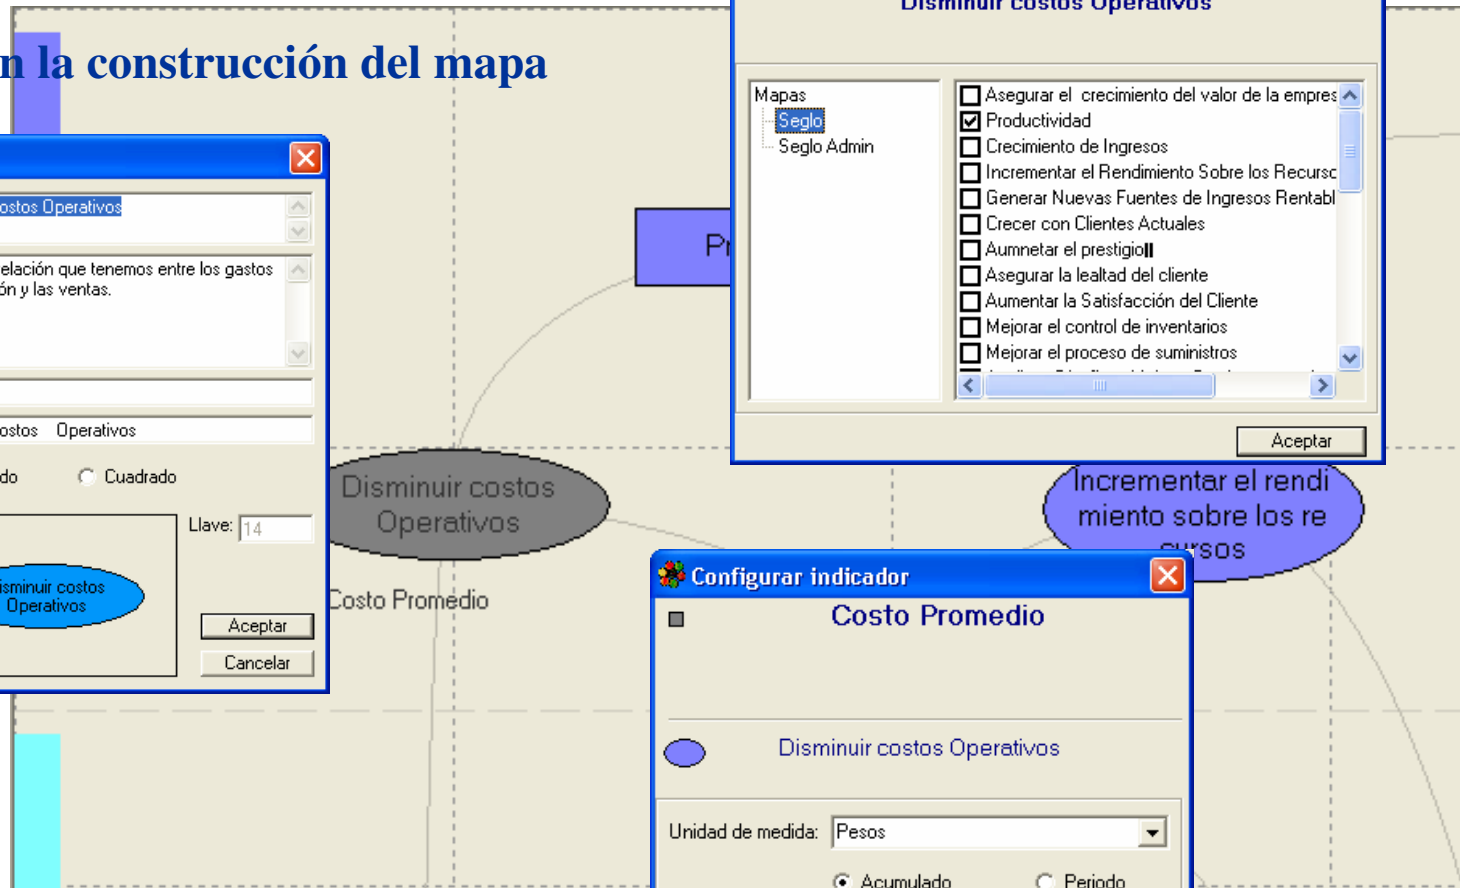 Disminuir costos Operativos
n la construcción del mapa
Mapas
Seglo
Seglo Admin
Asegurar el crecimiento del valor de la empres
Productividad
Crecimiento de Ingresos
Incrementar el Rendimiento Sobre los Recursc
Generar Nuevas Fuentes de Ingresos Rentabl
Crecer con Clientes Actuales
Aumnetar el prestigio
Asegurar la lealtad del cliente
Aumentar la Satisfacción del Cliente
Mejorar el control de inventarios
Mejorar el proceso de suministros
Aceptar
ostos Operativos
elación que tenemos entre los gastos
ón y las ventas.
ostos Operativos
do
Cuadrado
Llave: 14
isminuir costos
Operativos
Aceptar
Cancelar
Pr
Disminuir costos
Operativos
Costo Promedio
Incrementar el rendi
miento sobre los re
cursos
Configurar indicador
Costo Promedio
Disminuir costos Operativos
Unidad de medida: Pesos
Acumulado
Periodo